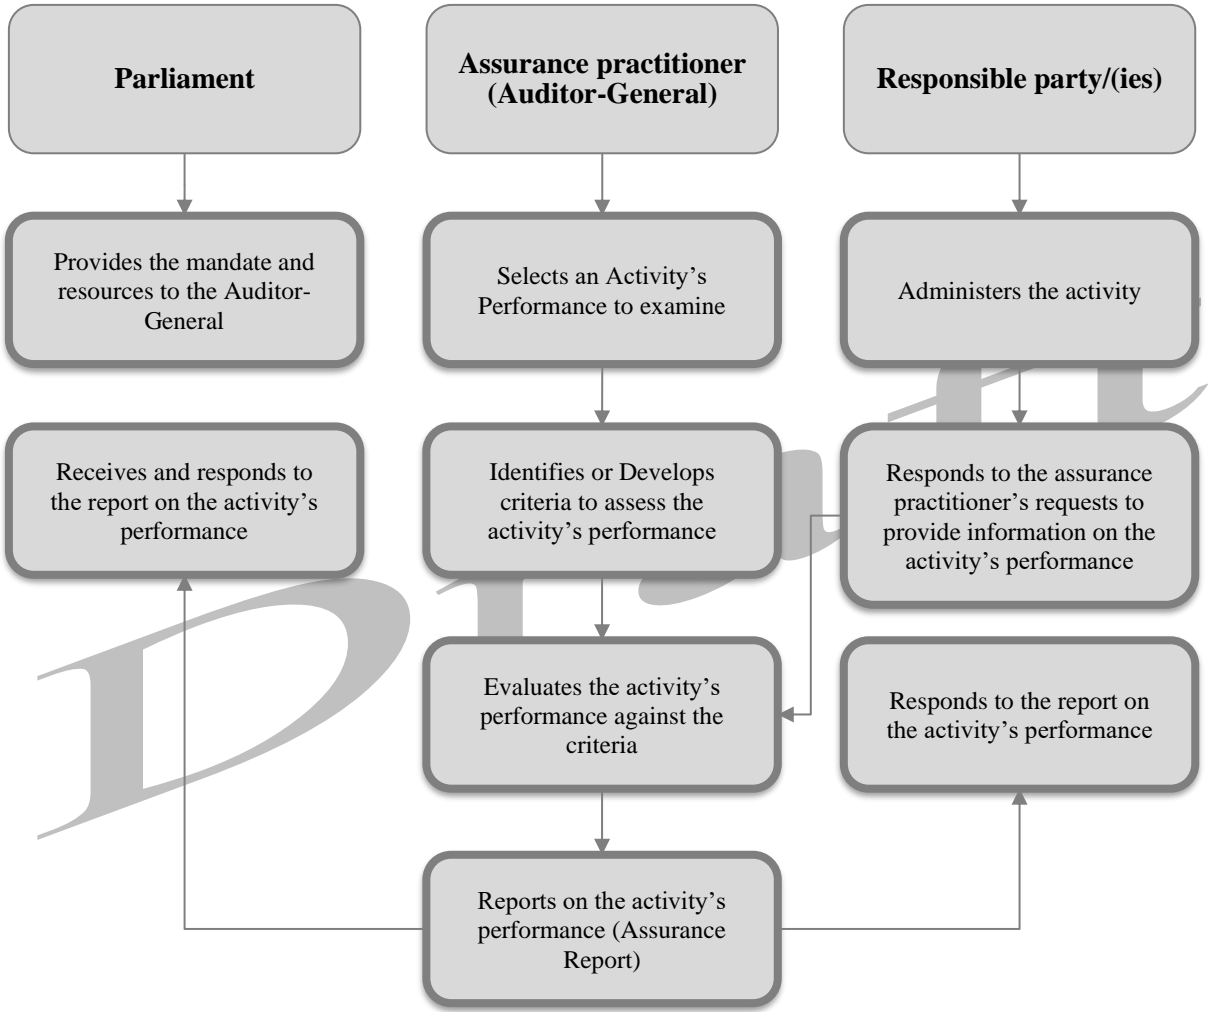 Parliament
Assurance practitioner
(Auditor-General)
Responsible party/(ies)
Provides the mandate and
resources to the Auditor-
General
Selects an Activity’s
Performance to examine
Administers the activity
Receives and responds to
the report on the activity’s
performance
Identifies or Develops
criteria to assess the
activity’s performance
Responds to the assurance
practitioner’s requests to
provide information on the
activity’s performance
Evaluates the activity’s
performance against the
criteria
Responds to the report on
the activity’s performance
Reports on the activity’s
performance (Assurance
Report)
Draft